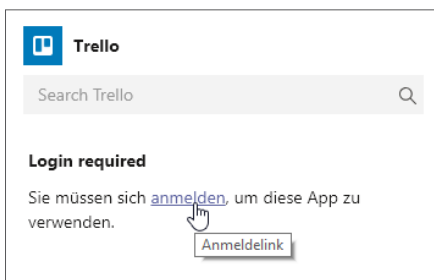 Trello
Search Trello
Login required
Sie müssen sich anmelden, um diese App zu
verwenden.
Anmeldelink